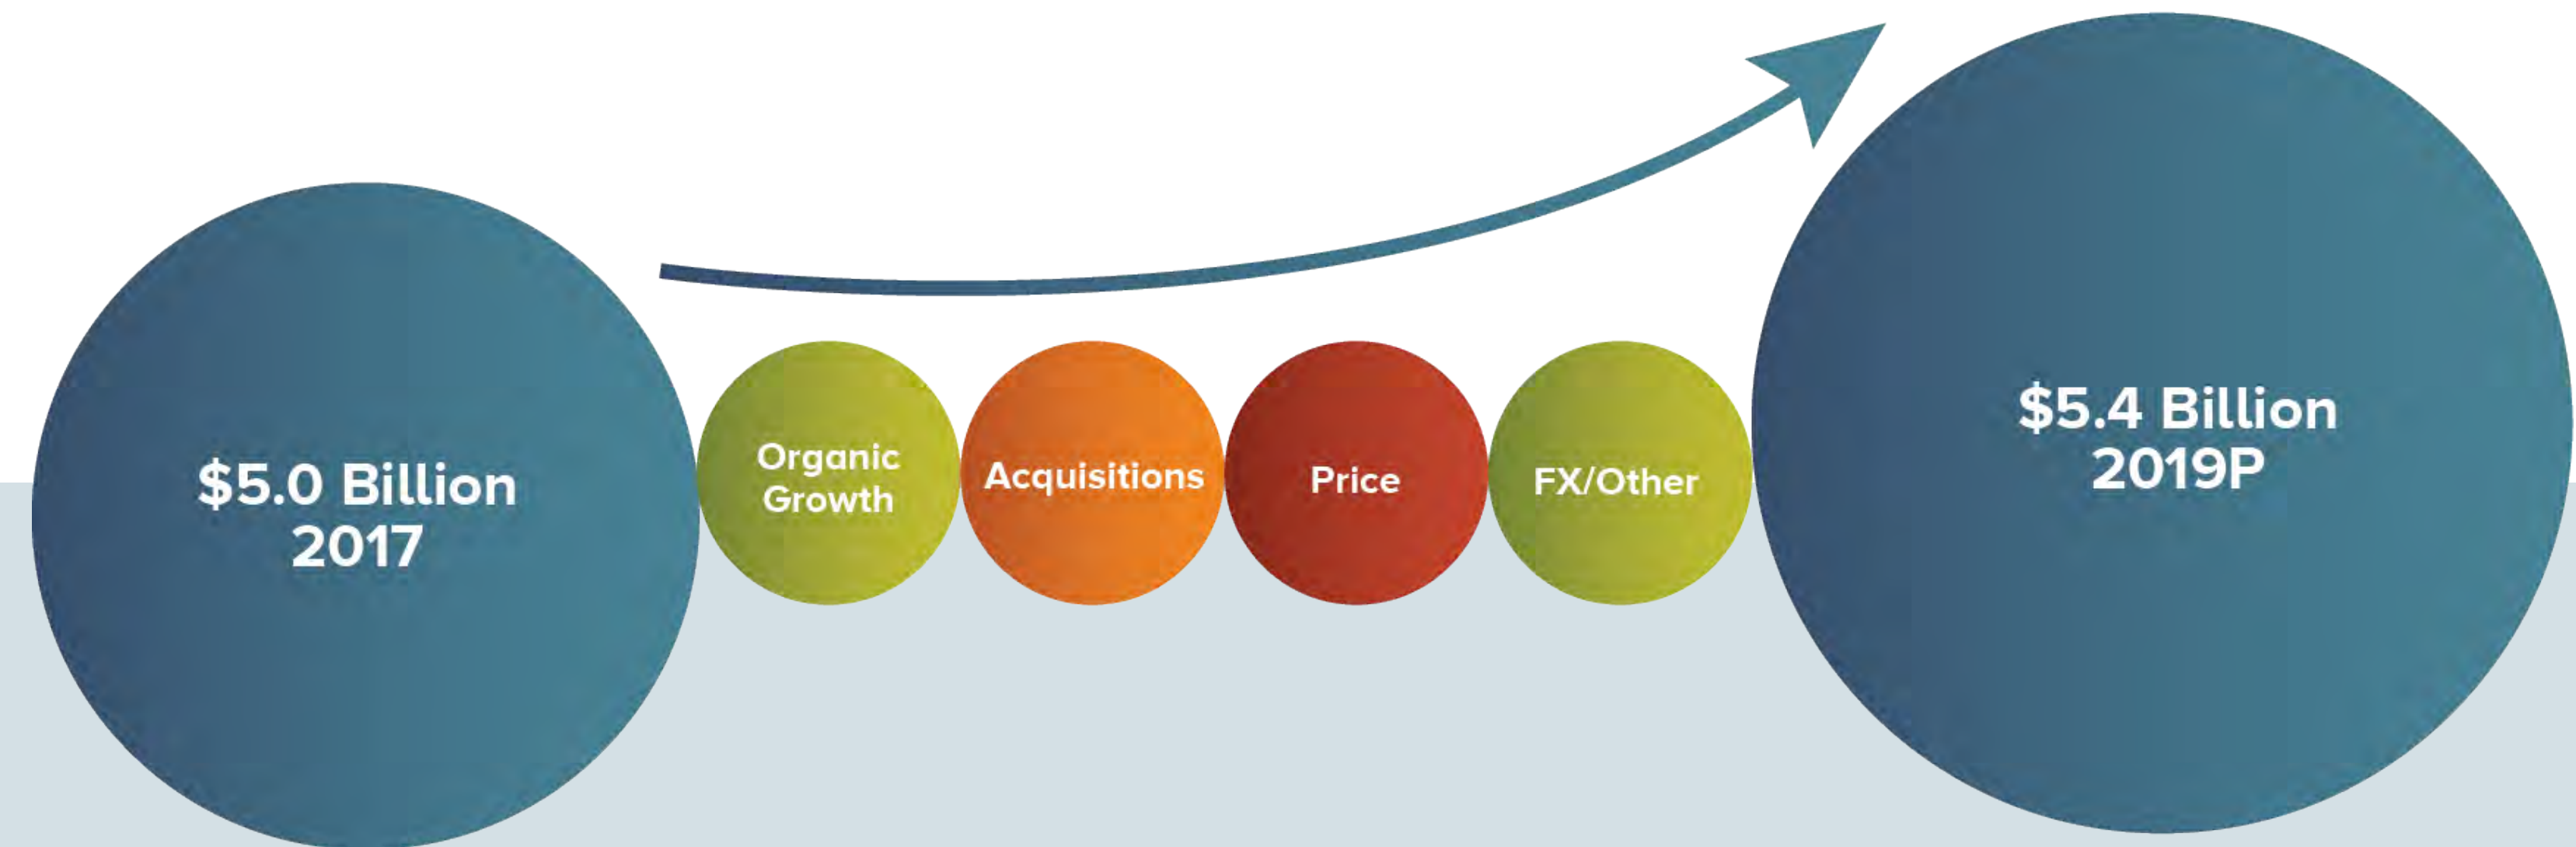 $5.0 Billion
2017
Organic
Growth
Acquisitions
Price
FX/Other
$5.4 Billion
2019P